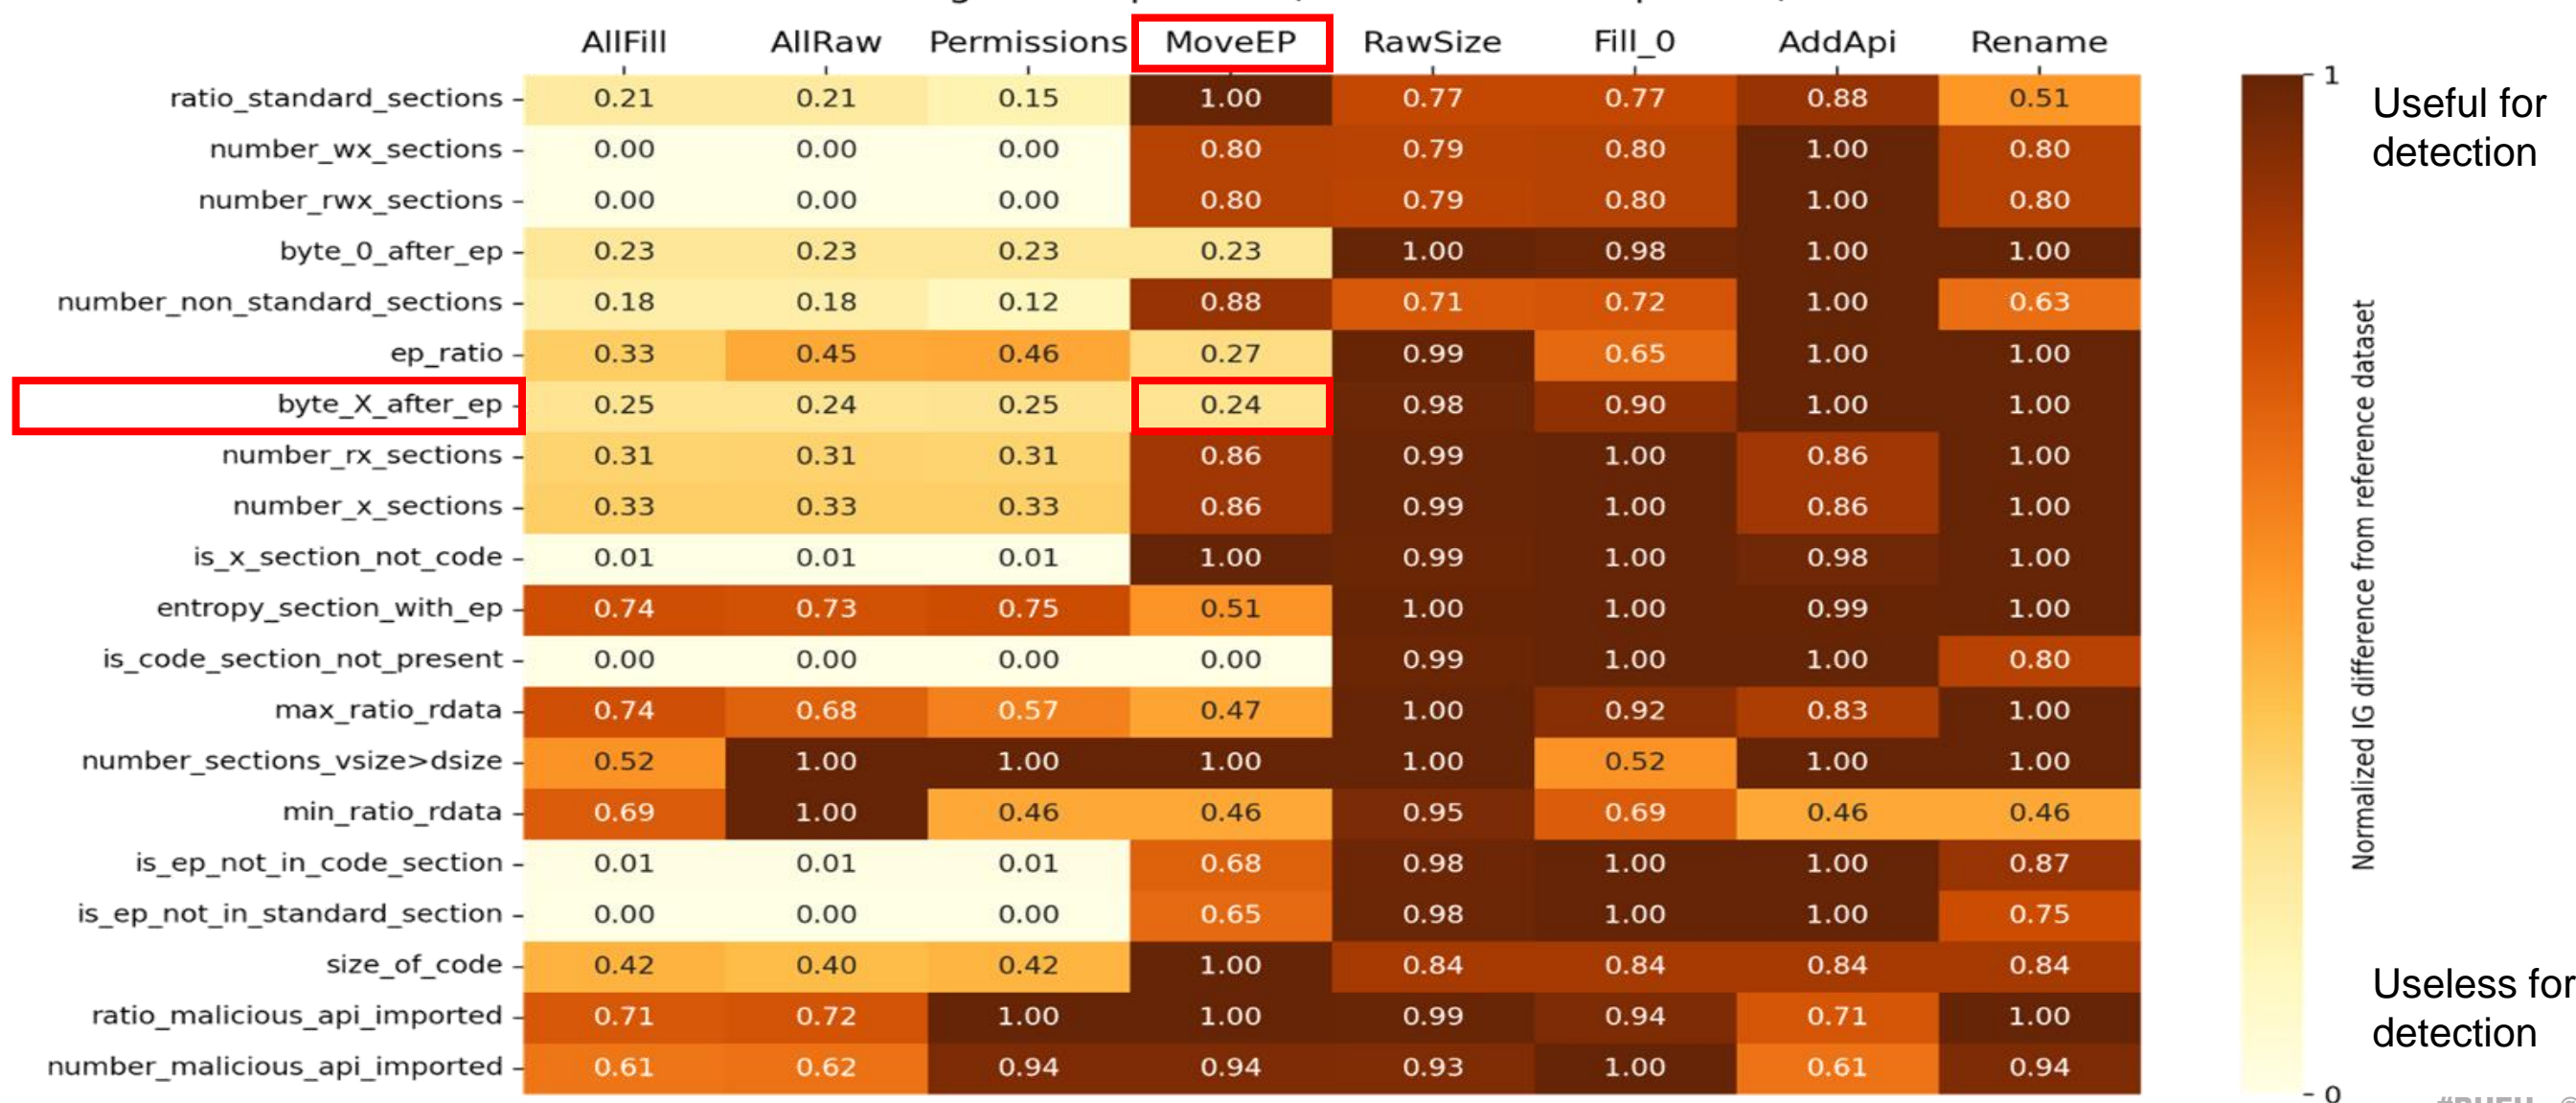 AllFill AllRaw Permissions MoveEP RawSize Fill_0 AddApi Rename
ratio_standard_sections 0.21 0.21 0.15 1.00 0.77 0.77 0.88 0.51
number_wx_sections 0.00 0.00 0.00 0.80 0.79 0.80 1.00 0.80
number_rwx_sections 0.00 0.00 0.00 0.80 0.79 0.80 1.00 0.80
byte_0_after_ep 0.23 0.23 0.23 0.23 1.00 0.98 1.00 1.00
number_non_standard_sections 0.18 0.18 0.12 0.88 0.71 0.72 1.00 0.63
ep_ratio 0.33 0.45 0.46 0.27 0.99 0.65 1.00 1.00
byte_X_after_ep 0.25 0.24 0.25 0.24 0.98 0.90 1.00 1.00
number_rx_sections 0.31 0.31 0.31 0.86 0.99 1.00 0.86 1.00
number_x_sections 0.33 0.33 0.33 0.86 0.99 1.00 0.86 1.00
is_x_section_not_code 0.01 0.01 0.01 1.00 0.99 1.00 0.98 1.00
entropy_section_with_ep 0.74 0.73 0.75 0.51 1.00 1.00 0.99 1.00
is_code_section_not_present 0.00 0.00 0.00 0.00 0.99 1.00 1.00 0.80
max_ratio_rdata 0.74 0.68 0.57 0.47 1.00 0.92 0.83 1.00
number_sections_vsize>dsize 0.52 1.00 1.00 1.00 1.00 0.52 1.00 1.00
min_ratio_rdata 0.69 1.00 0.46 0.46 0.95 0.69 0.46 0.46
is_ep_not_in_code_section 0.01 0.01 0.01 0.68 0.98 1.00 1.00 0.87
is_ep_not_in_standard_section 0.00 0.00 0.00 0.65 0.98 1.00 1.00 0.75
size_of_code 0.42 0.40 0.42 1.00 0.84 0.84 0.84 0.84
ratio_malicious_api_imported 0.71 0.72 1.00 1.00 0.99 0.94 0.71 1.00
number_malicious_api_imported 0.61 0.62 0.94 0.94 0.93 1.00 0.61 0.94
1
0
Normalized IG difference from reference dataset
Useful for
detection
Useless for
detection